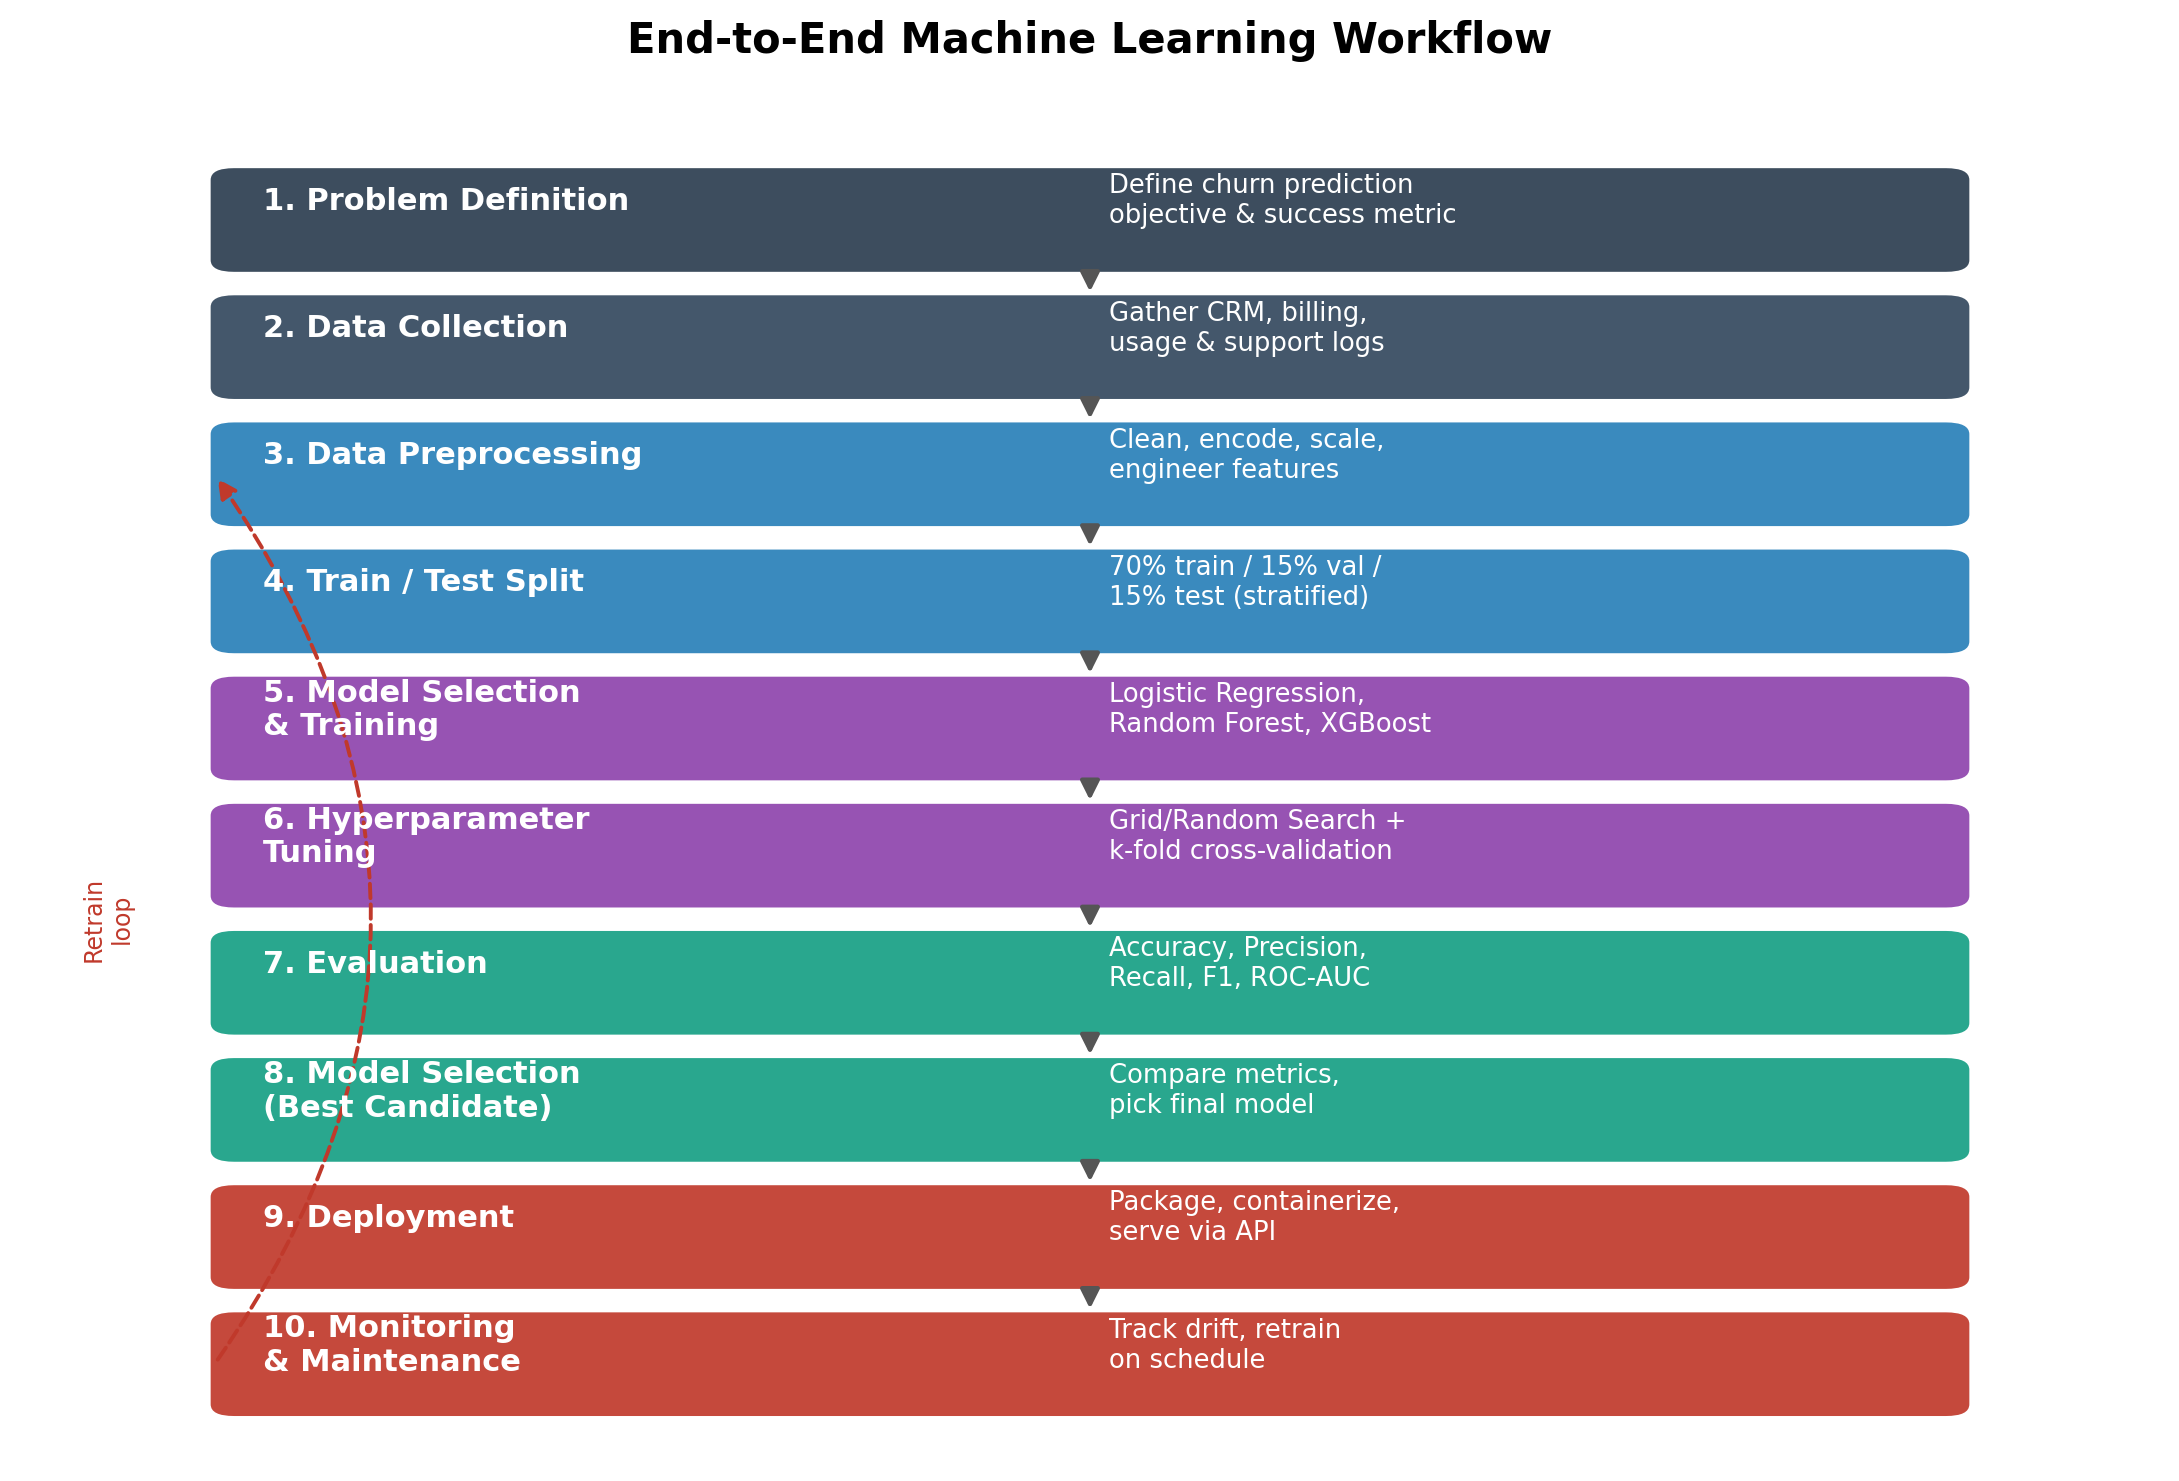 End-to-End Machine Learning Workflow
1. Problem Definition
Define churn prediction
objective & success metric
2. Data Collection
Gather CRM, billing,
usage & support logs
3. Data Preprocessing
Clean, encode, scale,
engineer features
4. Train / Test Split
70% train / 15% val /
15% test (stratified)
5. Model Selection
& Training
Logistic Regression,
Random Forest, XGBoost
6. Hyperparameter
Tuning
Grid/Random Search +
k-fold cross-validation
Retrain
loop
7. Evaluation
Accuracy, Precision,
Recall, F1, ROC-AUC
8. Model Selection
(Best Candidate)
Compare metrics,
pick final model
9. Deployment
Package, containerize,
serve via API
10. Monitoring
& Maintenance
Track drift, retrain
on schedule